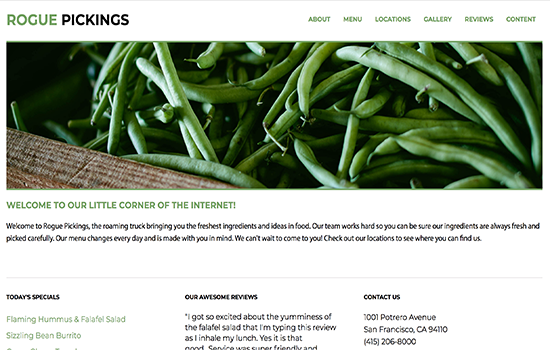 ROGUE PICKINGS
ABOUT MENU LOCATIONS GALLERY REVIEWS CONTENT
WELCOME TO OUR LITTLE CORNER OF THE INTERNET!
Welcome to Rogue Pickings, the roaming truck bringing you the freshest ingredients and ideas in food. Our team works hard so you can be sure our ingredients are always fresh and
picked carefully. Our menu changes every day and is made with you in mind. We can't wait to come to you! Check out our locations to see where you can find us.
TODAY'S SPECIALS
Flaming Hummus & Falafel Salad
Sizzling Bean Burrito
OUR AWESOME REVIEWS
"I got so excited about the yumminess of
the falafel salad that I'm typing this review
as I inhale my lunch. Yes it is that
good. Service was super friendly and
CONTACT US
1001 Potrero Avenue
San Francisco, CA 94110
(415) 206-8000